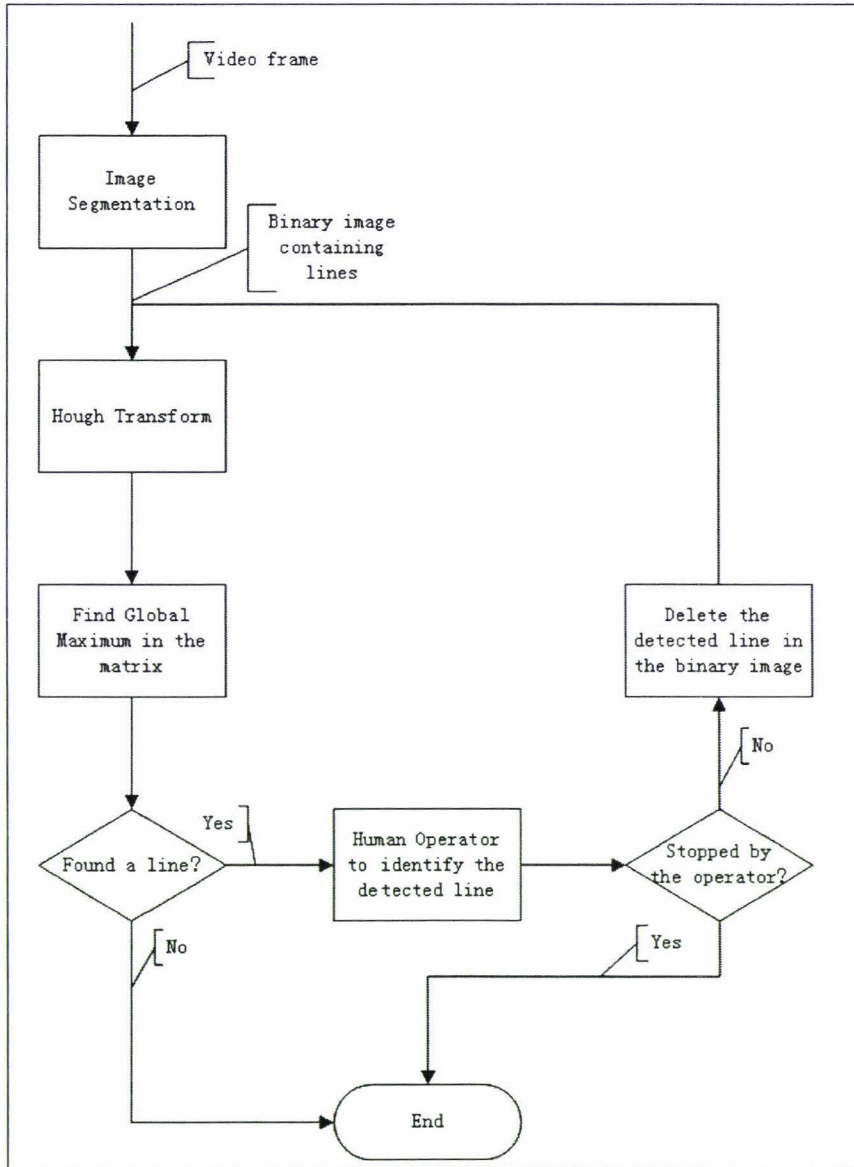 Video frame
Image
Segmentation
Binary image
containing
lines
Hough Transform
Find Global
Maximum in the
matrix
Delete the
detected line in
the binary image
No
Yes
Found a line?
Human Operator
to identify the
detected line
Stopped by
the operator?
No
Yes
End